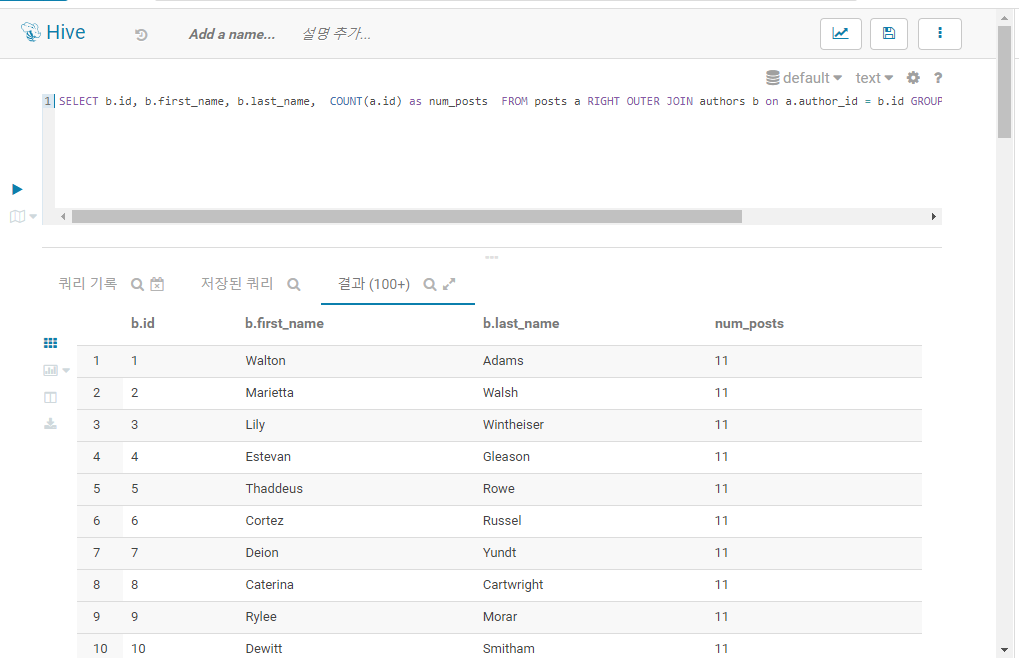 Hive Add a name... 설명 추가...
default text ?
1 SELECT b.id, b.first_name, b.last_name,  COUNT(a.id) as num_posts  FROM posts a RIGHT OUTER JOIN authors b on a.author_id = b.id GROUP
쿼리 기록 저장된 쿼리 결과 (100+)
b.id b.first_name b.last_name num_posts
1 1 Walton Adams 11
2 2 Marietta Walsh 11
3 3 Lily Wintheiser 11
4 4 Estevan Gleason 11
5 5 Thaddeus Rowe 11
6 6 Cortez Russel 11
7 7 Deion Yundt 11
8 8 Caterina Cartwright 11
9 9 Rylee Morar 11
10 10 Dewitt Smitham 11